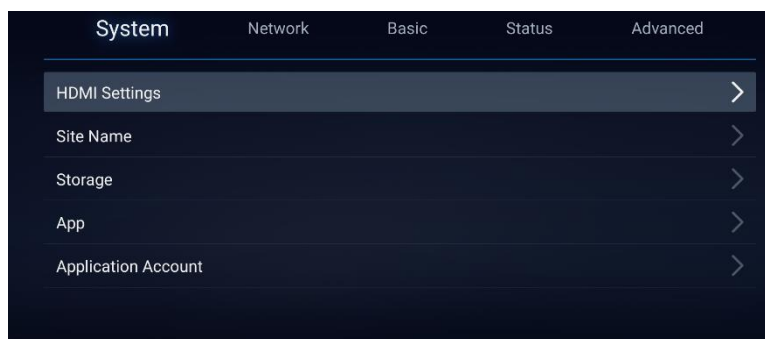 System Network Basic Status Advanced
HDMI Settings
Site Name
Storage
App
Application Account